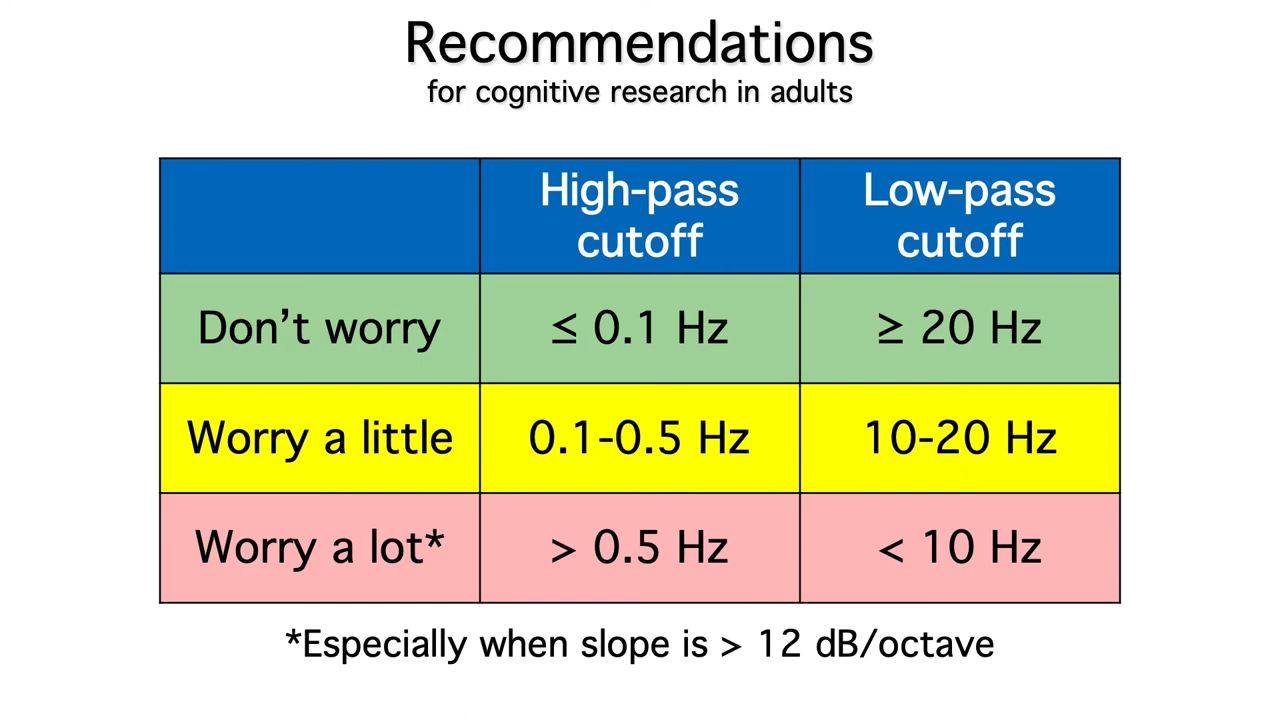 Recommendations
for cognitive research in adults
High-pass cutoff
Low-pass cutoff
Don't worry
≤ 0.1 Hz
≥ 20 Hz
Worry a little
0.1-0.5 Hz
10-20 Hz
Worry a lot*
> 0.5 Hz
< 10 Hz
*Especially when slope is > 12 dB/octave